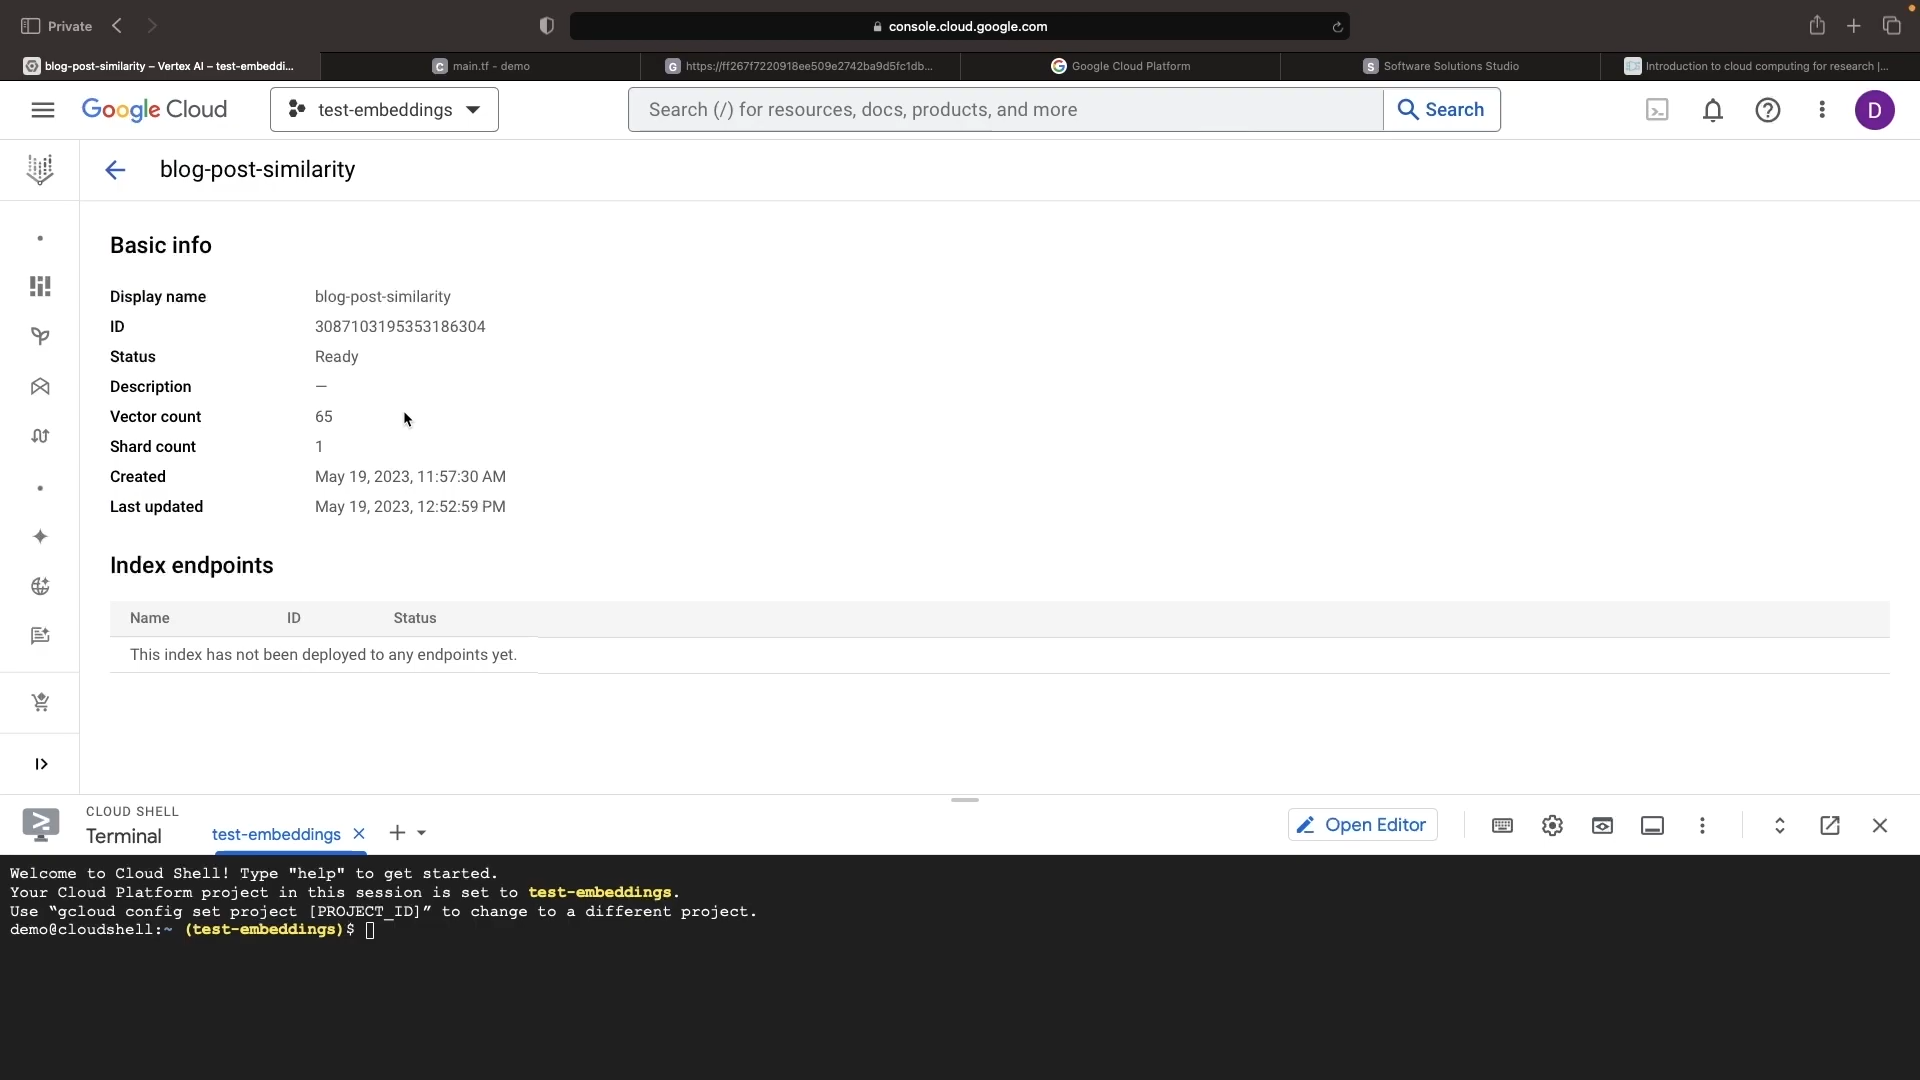 Private
console.cloud.google.com
blog-post-similarity – Vertex AI – test-embeddi...
main.tf - demo
https://ff267f7220918ee509e2742ba9d5fc1db...
Google Cloud Platform
Software Solutions Studio
Introduction to cloud computing for research |...
Google Cloud
test-embeddings
Search (/) for resources, docs, products, and more
Search
D
blog-post-similarity
Basic info
Display name blog-post-similarity
ID 3087103195353186304
Status Ready
Description —
Vector count 65
Shard count 1
Created May 19, 2023, 11:57:30 AM
Last updated May 19, 2023, 12:52:59 PM
Index endpoints
Name ID Status
This index has not been deployed to any endpoints yet.
CLOUD SHELL
Terminal
test-embeddings
Open Editor
Welcome to Cloud Shell! Type "help" to get started.
Your Cloud Platform project in this session is set to test-embeddings.
Use “gcloud config set project [PROJECT_ID]” to change to a different project.
demo@cloudshell:~ (test-embeddings)$